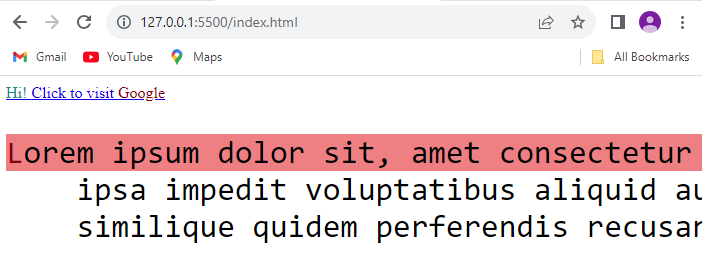 127.0.0.1:5500/index.html
Gmail YouTube Maps All Bookmarks
Hi! Click to visit Google
Lorem ipsum dolor sit, amet consectetur
ipsa impedit voluptatibus aliquid au
similique quidem perferendis recusan